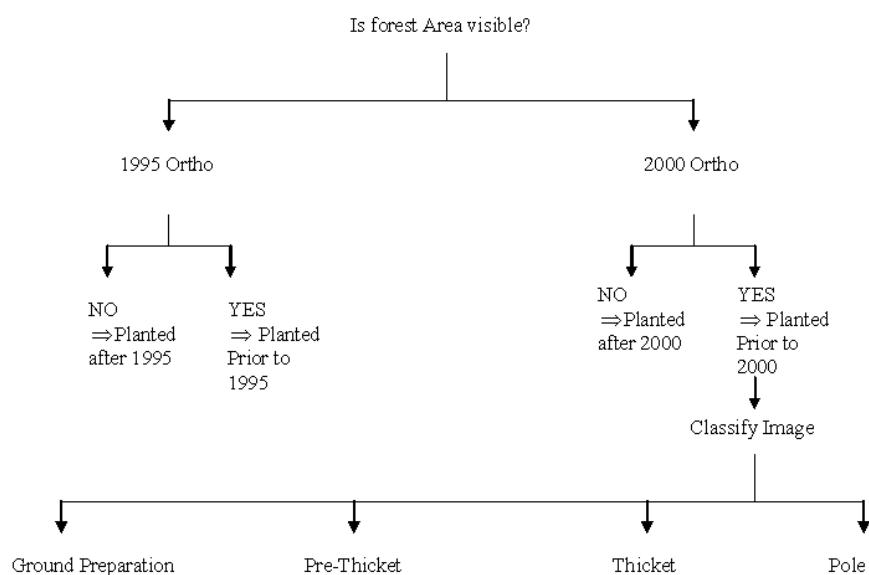 Is forest Area visible?
1995 Ortho
2000 Ortho
NO
⇒Planted
after 1995
YES
⇒ Planted
Prior to
1995
NO
⇒Planted
after 2000
YES
⇒ Planted
Prior to
2000
Classify Image
Ground Preparation
Pre-Thicket
Thicket
Pole